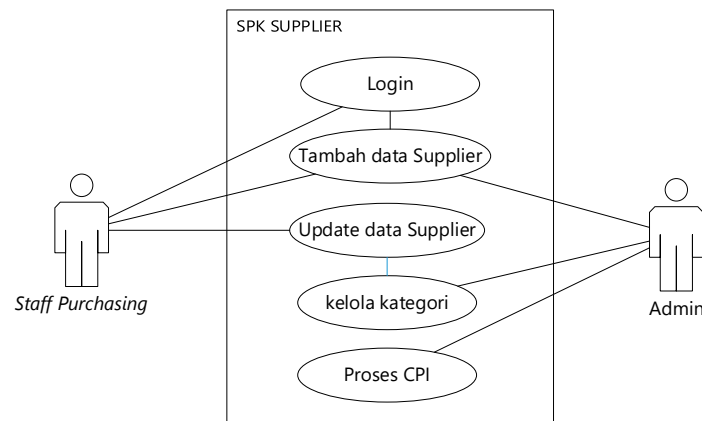 SPK SUPPLIER
Login
Tambah data Supplier
Update data Supplier
kelola kategori
Proses CPI
Staff Purchasing
Admin